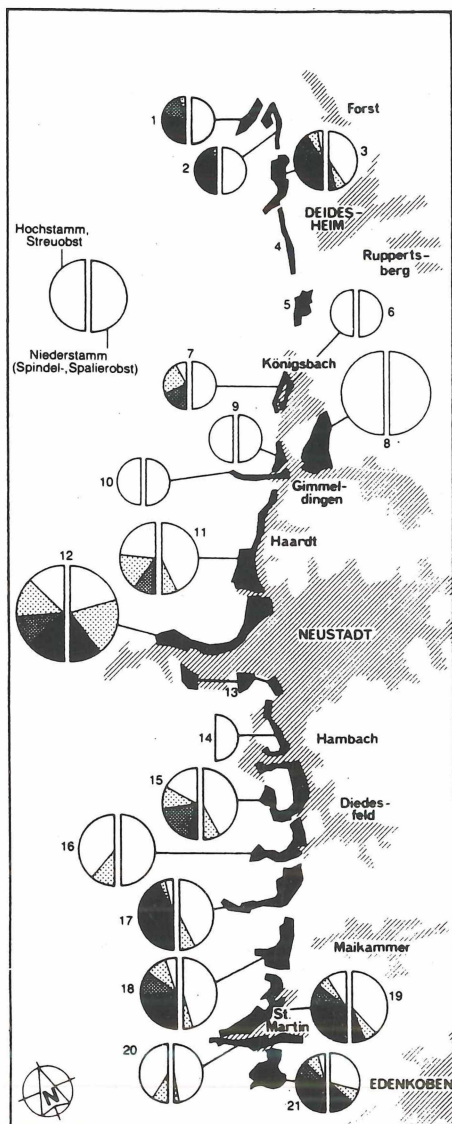 Forst
1
2
3
DEIDES-
HEIM
Hochstamm,
Streuobst
4
Rupperts-
berg
5
6
Niederstamm
(Spindel-,Spalierobst)
7
Königsbach
8
9
Gimmel-
dingen
10
11
Haardt
12
NEUSTADT
13
14
Hambach
15
Diedes-
feld
16
17
Maikammer
18
19
St.
Martin
20
21
EDENKOBEN
N